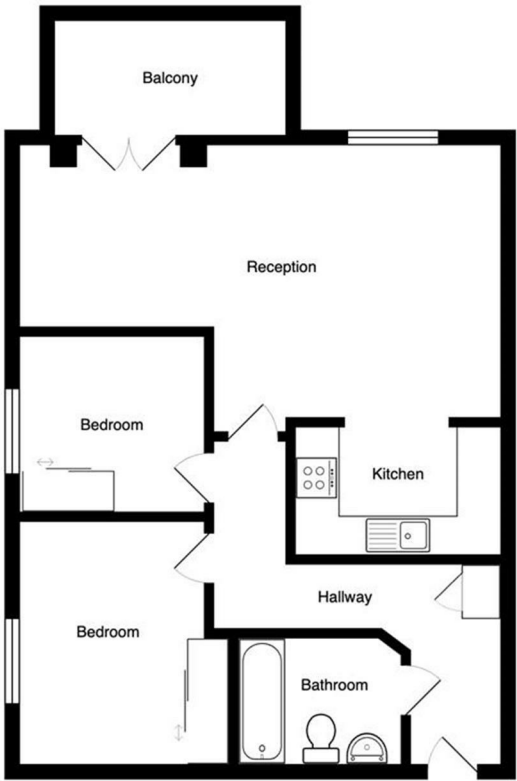 Balcony
Reception
Bedroom
Kitchen
Hallway
Bedroom
Bathroom